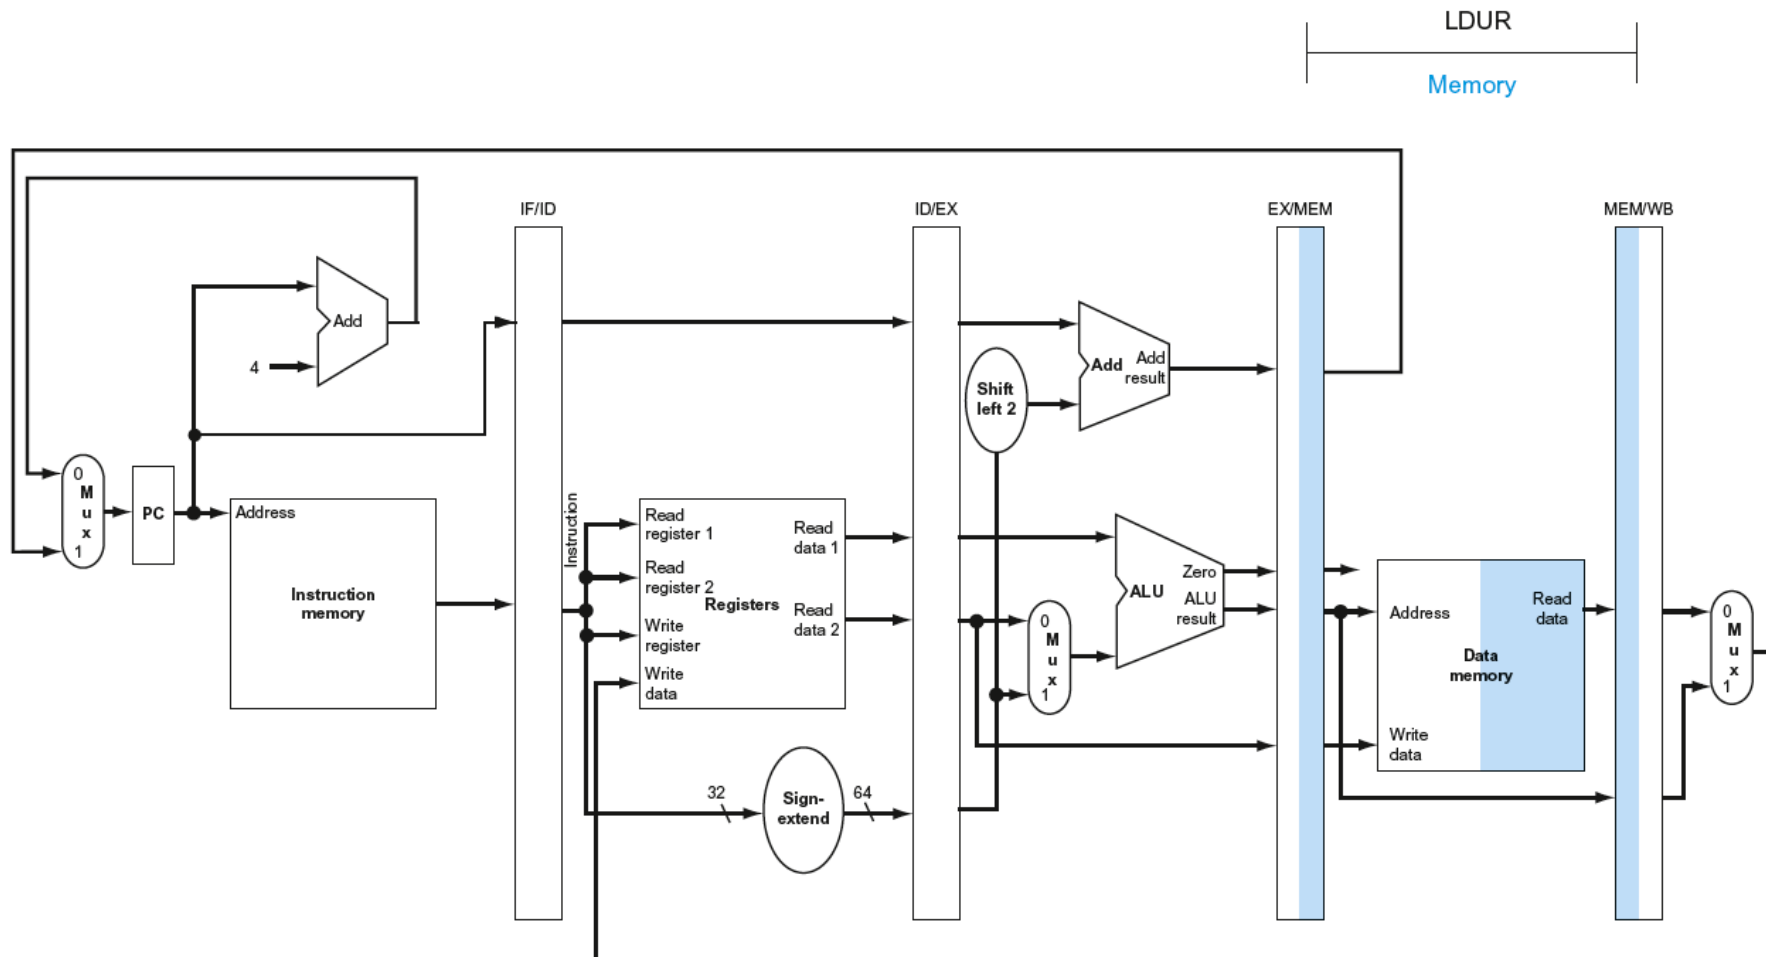 LDUR
Memory
IF/ID
ID/EX
EX/MEM
MEM/WB
Add
4
Add
Add
result
Shift
left 2
0
M
u
x
1
PC
Address
Instruction
memory
Instruction
Read
register 1
Read
register 2
Write
register
Write
data
Registers
Read
data 1
Read
data 2
0
M
u
x
1
ALU
Zero
ALU
result
Address
Write
data
Data
memory
Read
data
0
M
u
x
1
32
Sign-
extend
64